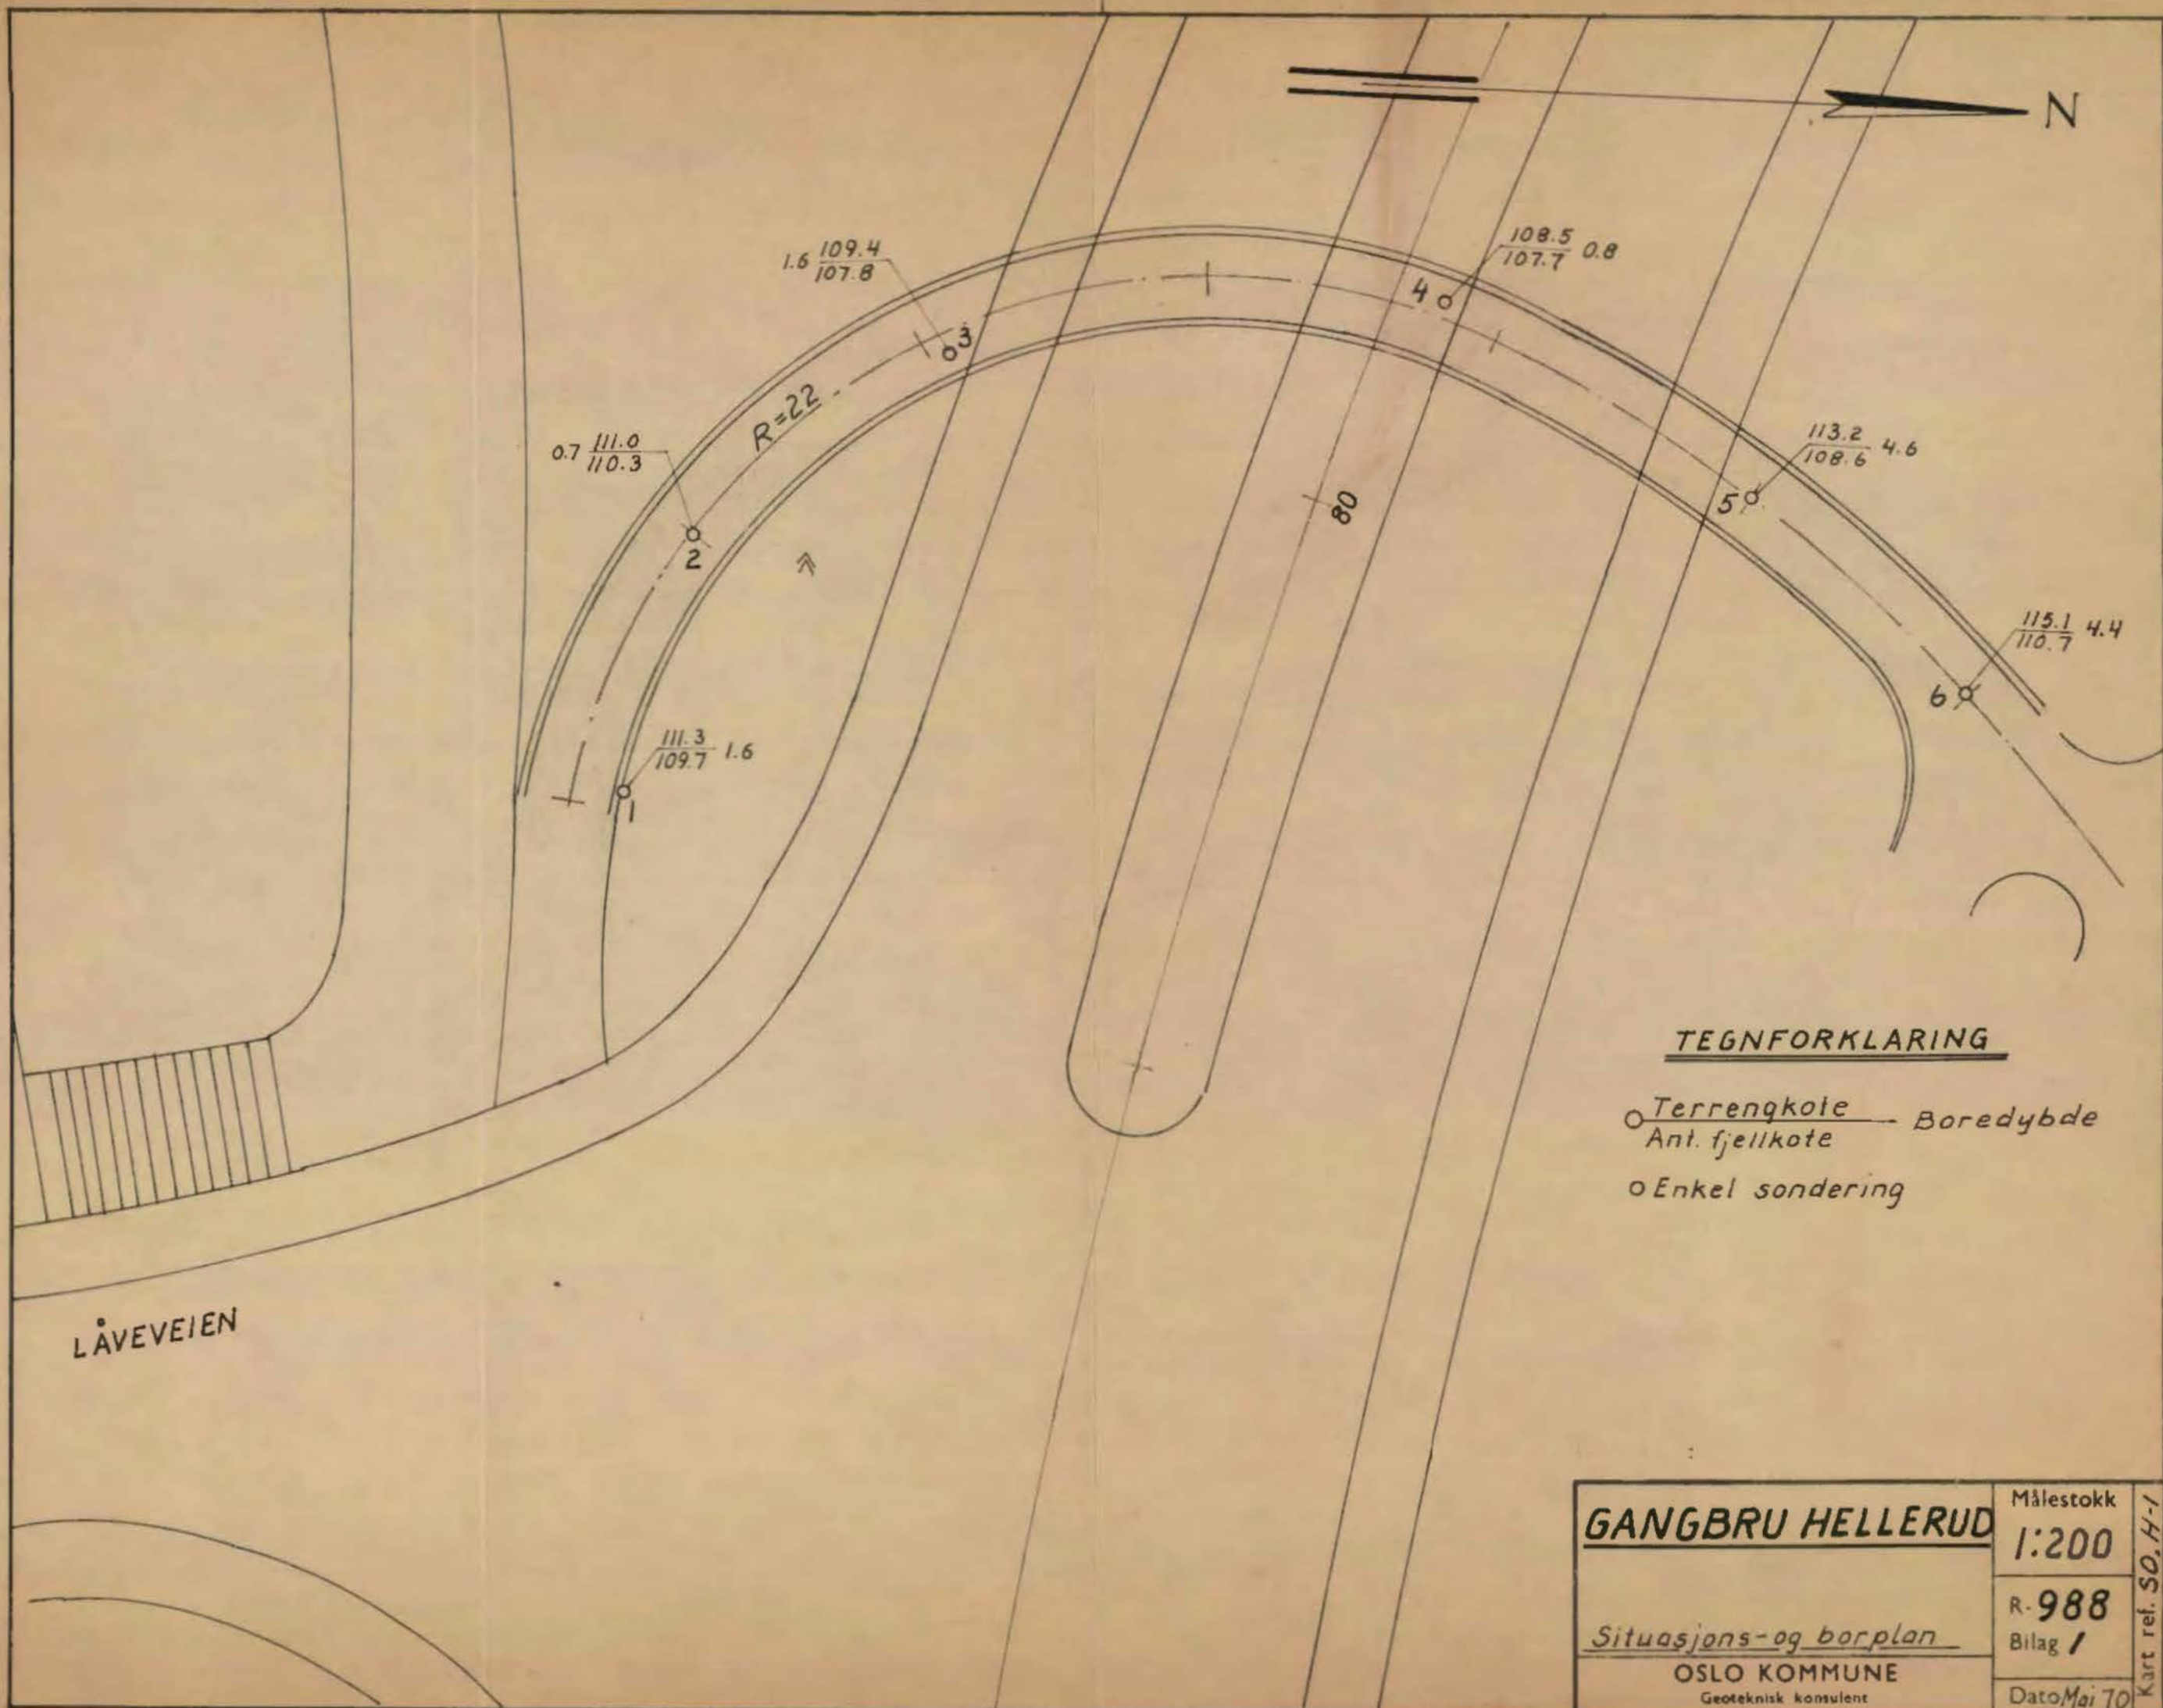 N
108.5
107.7 0.8
1.6 109.4
107.8
4
3
R=22
113.2
108.6 4.6
0.7 111.0
110.3
5
80
2
115.1
110.7 4.4
6
111.3
109.7 1.6
1
TEGNFORKLARING
Terrengkote
Ant. fjellkote
Boredybde
Enkel sondering
LÅVEVEIEN
GANGBRU HELLERUD
Situasjons-og borplan
OSLO KOMMUNE
Geoteknisk konsulent
Målestokk
1:200
R-988
Bilag 1
Dato Mai 70
Kart ref. SO.H-1